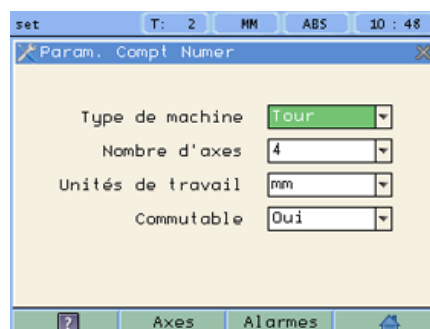 set T: 2 MM ABS 10 : 48
Param. Compt Numer
Type de machine Tour
Nombre d'axes 4
Unités de travail mm
Commutable Oui
? Axes Alarmes